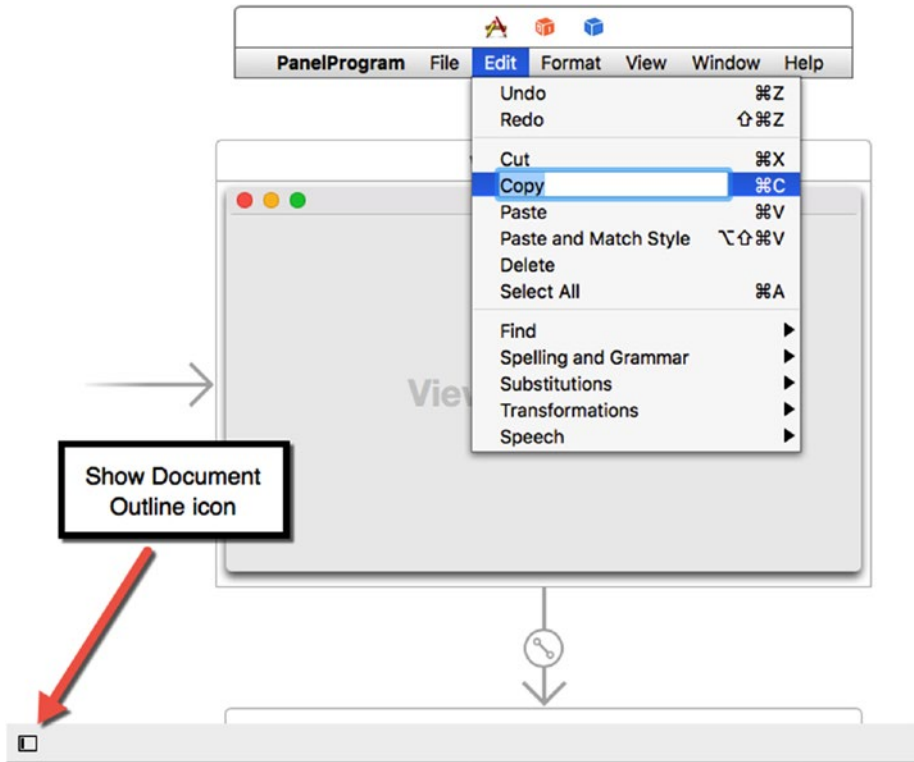 PanelProgram File Edit Format View Window Help
Undo ⌘Z
Redo ⇧⌘Z
Cut ⌘X
Copy ⌘C
Paste ⌘V
Paste and Match Style ⌥⇧⌘V
Delete
Select All ⌘A
Find
Spelling and Grammar
Substitutions
Transformations
Speech
Show Document
Outline icon